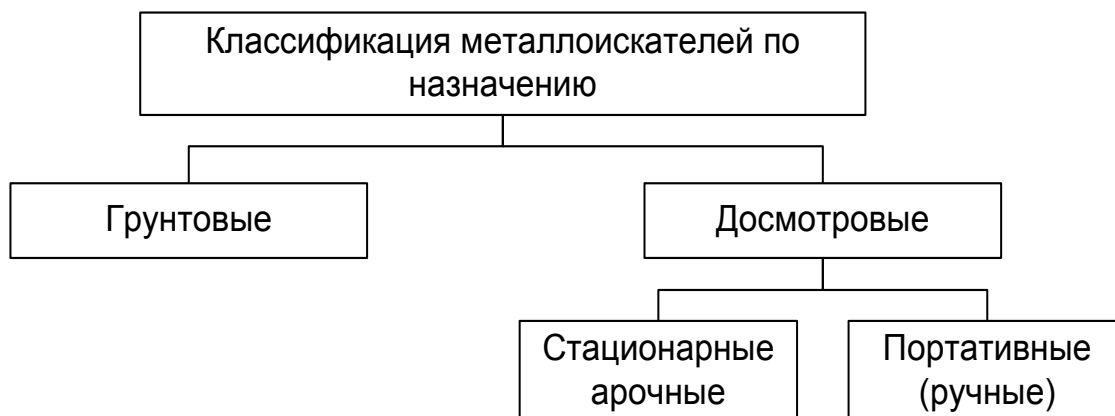 Классификация металлоискателей по
назначению
Грунтовые
Досмотровые
Стационарные
арочные
Портативные
(ручные)